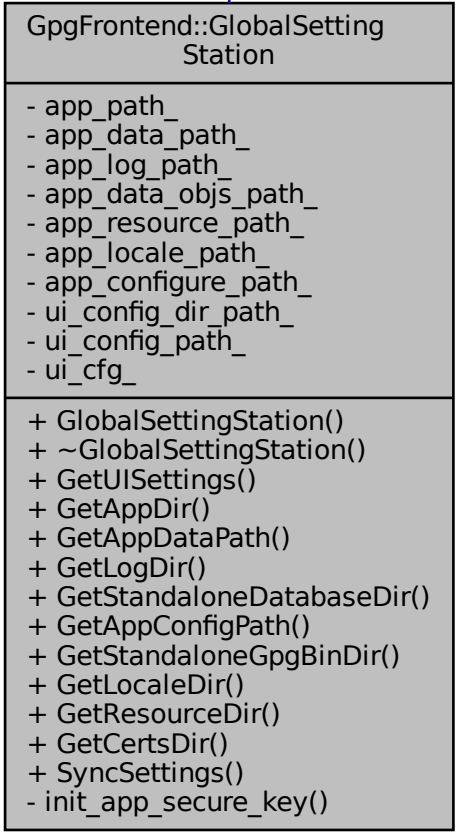 GpgFrontend::GlobalSetting
Station
- app_path_
- app_data_path_
- app_log_path_
- app_data_objs_path_
- app_resource_path_
- app_locale_path_
- app_configure_path_
- ui_config_dir_path_
- ui_config_path_
- ui_cfg_
+ GlobalSettingStation()
+ ~GlobalSettingStation()
+ GetUISettings()
+ GetAppDir()
+ GetAppDataPath()
+ GetLogDir()
+ GetStandaloneDatabaseDir()
+ GetAppConfigPath()
+ GetStandaloneGpgBinDir()
+ GetLocaleDir()
+ GetResourceDir()
+ GetCertsDir()
+ SyncSettings()
- init_app_secure_key()